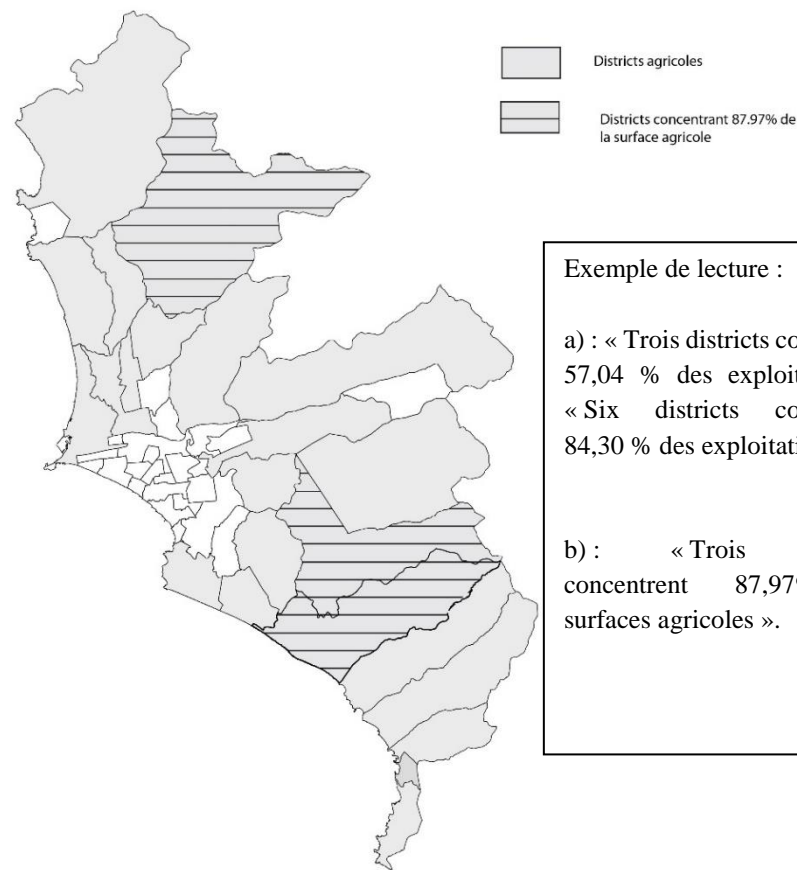 Districts agricoles
Districts concentrant 87.97% de
la surface agricole
Exemple de lecture :
a) : « Trois districts co
57,04 % des exploit
« Six districts co
84,30 % des exploitati
b) : « Trois
concentrent 87,97
surfaces agricoles ».